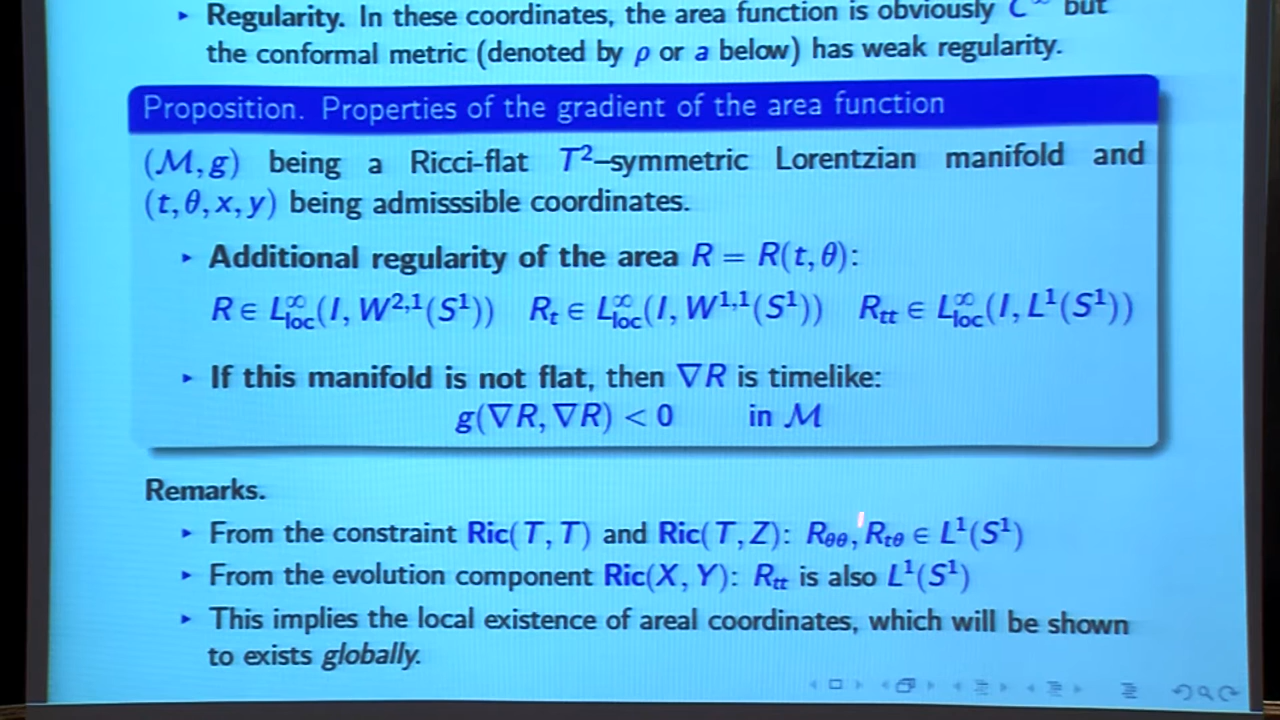 ▸ Regularity. In these coordinates, the area function is obviously C^∞ but
the conformal metric (denoted by ρ or a below) has weak regularity.
Proposition. Properties of the gradient of the area function
(M, g) being a Ricci-flat T²–symmetric Lorentzian manifold and
(t, θ, x, y) being admisssible coordinates.
▸ Additional regularity of the area R = R(t, θ):
R ∈ L^∞_loc(I, W^{2,1}(S¹)) R_t ∈ L^∞_loc(I, W^{1,1}(S¹)) R_tt ∈ L^∞_loc(I, L¹(S¹))
▸ If this manifold is not flat, then ∇R is timelike:
g(∇R, ∇R) < 0 in M
Remarks.
▸ From the constraint Ric(T, T) and Ric(T, Z): R_θθ, R_tθ ∈ L¹(S¹)
▸ From the evolution component Ric(X, Y): R_tt is also L¹(S¹)
▸ This implies the local existence of areal coordinates, which will be shown
to exists globally.